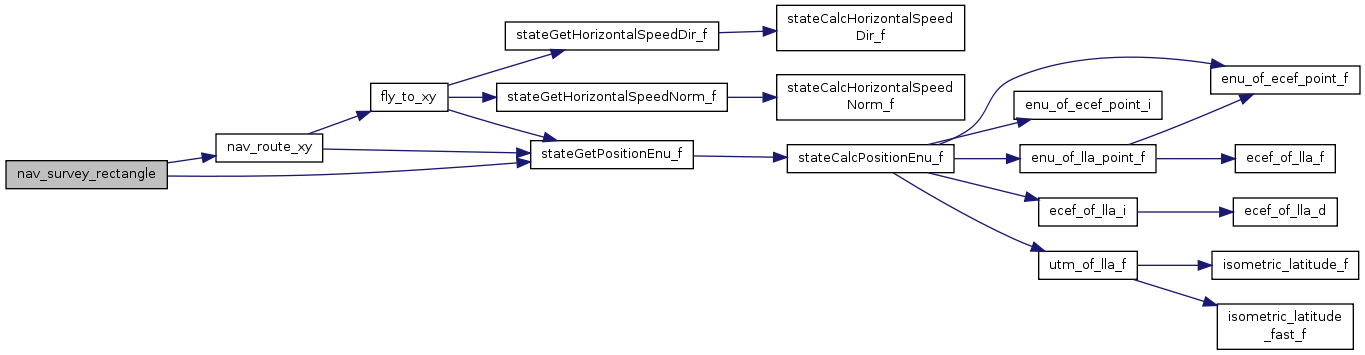 nav_survey_rectangle
nav_route_xy
fly_to_xy
stateGetHorizontalSpeedDir_f
stateCalcHorizontalSpeed
Dir_f
stateGetHorizontalSpeedNorm_f
stateCalcHorizontalSpeed
Norm_f
stateGetPositionEnu_f
stateCalcPositionEnu_f
enu_of_ecef_point_f
enu_of_ecef_point_i
enu_of_lla_point_f
ecef_of_lla_f
ecef_of_lla_i
ecef_of_lla_d
utm_of_lla_f
isometric_latitude_f
isometric_latitude
_fast_f